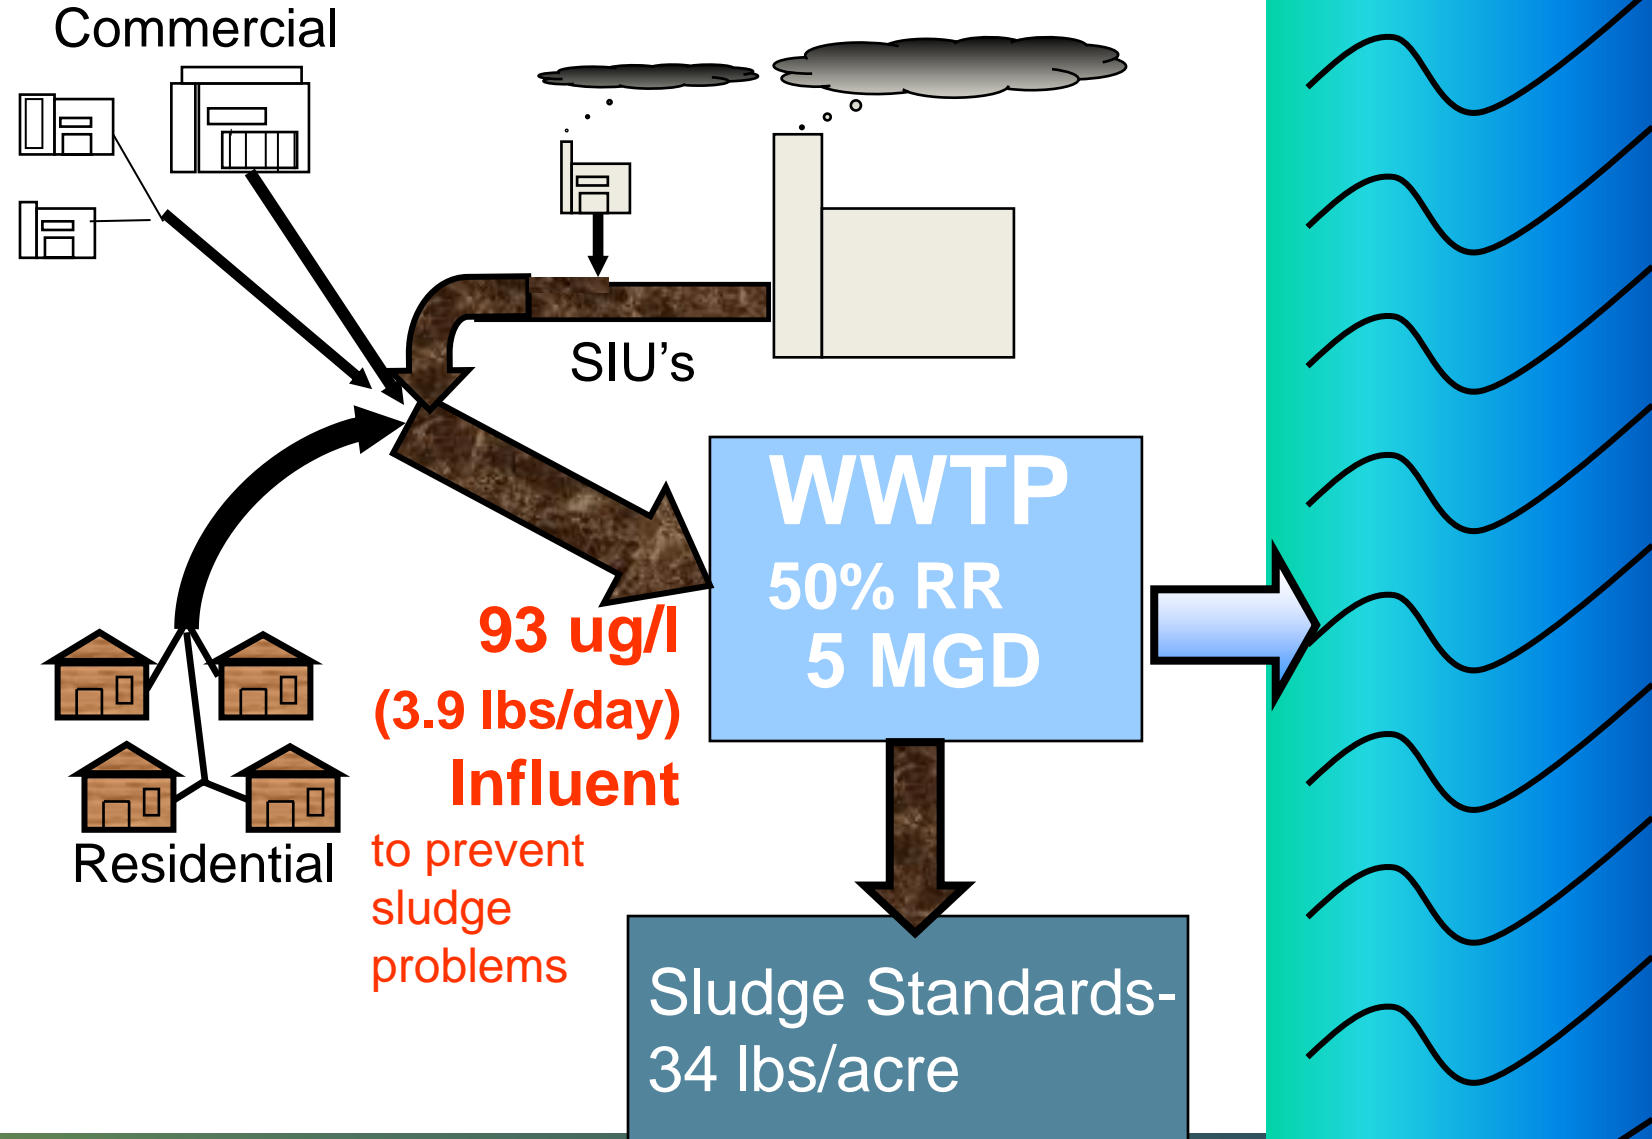 Commercial
SIU's
WWTP
50% RR
5 MGD
93 ug/l
(3.9 lbs/day)
Influent
to prevent
sludge
problems
Residential
Sludge Standards-
34 lbs/acre